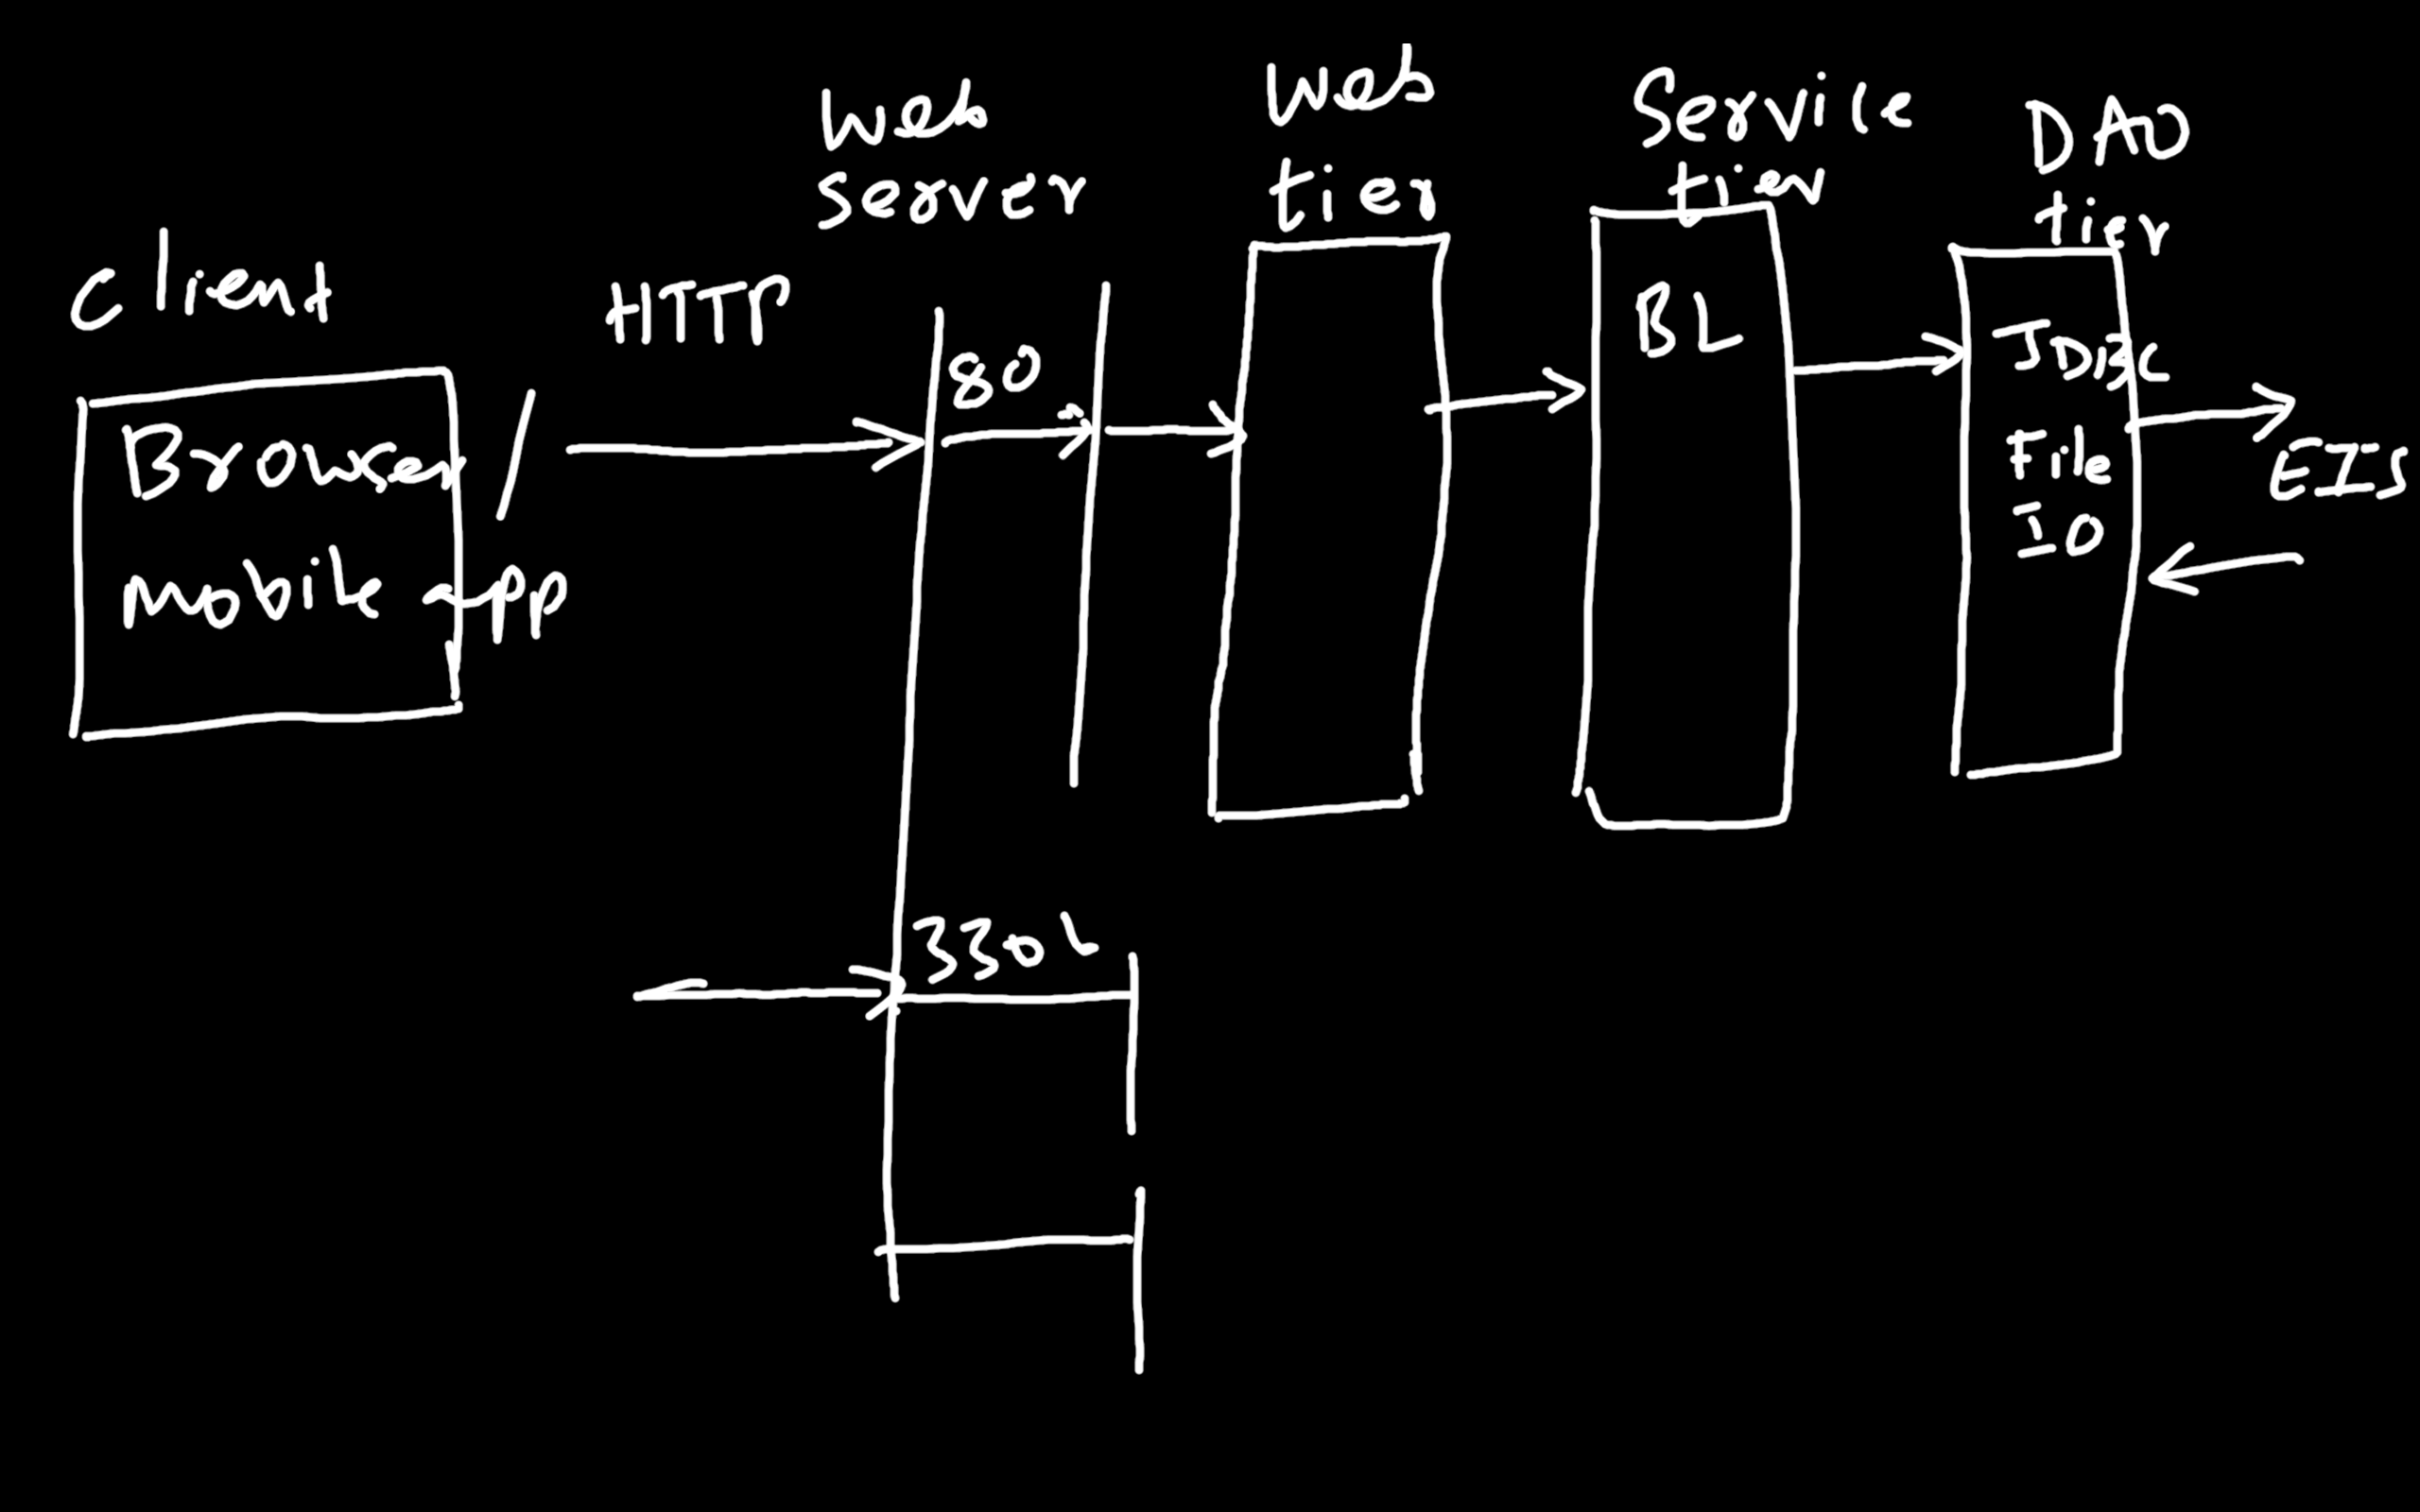 Client
Browser /
mobile app
HTTP
Web
server
80
3306
Web
tier
Service
tier
BL
DAO
tier
JDBC
File
IO
EIS